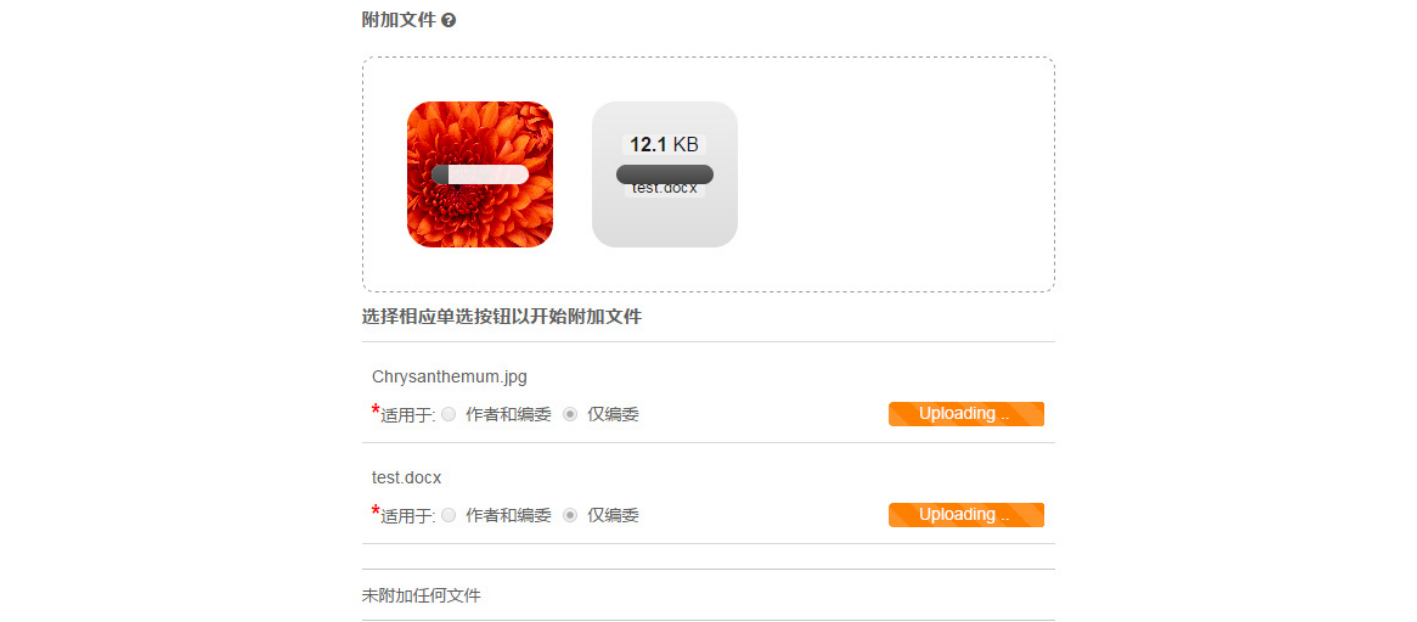 附加文件
12.1 KB
test.docx
选择相应单选按钮以开始附加文件
Chrysanthemum.jpg
*适用于: 作者和编委 仅编委 Uploading ..
test.docx
*适用于: 作者和编委 仅编委 Uploading ..
未附加任何文件